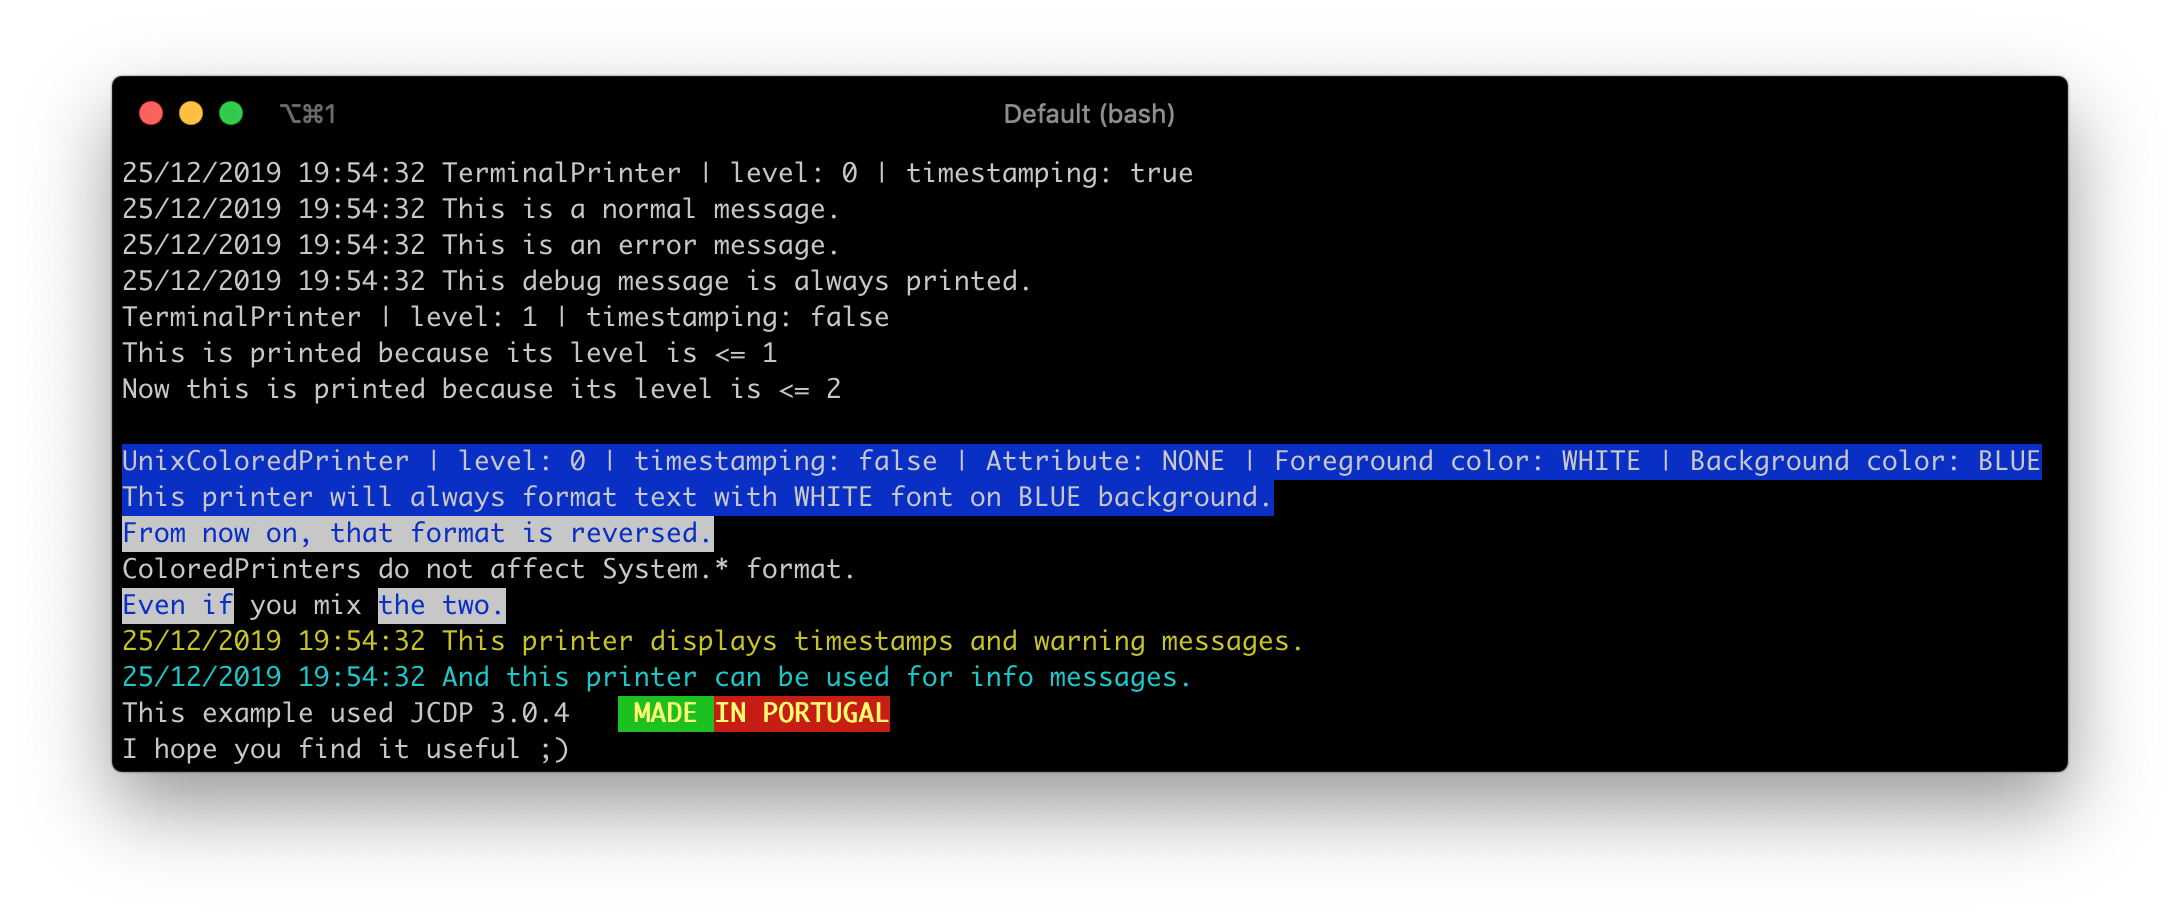 ⌥⌘1 Default (bash)
25/12/2019 19:54:32 TerminalPrinter | level: 0 | timestamping: true
25/12/2019 19:54:32 This is a normal message.
25/12/2019 19:54:32 This is an error message.
25/12/2019 19:54:32 This debug message is always printed.
TerminalPrinter | level: 1 | timestamping: false
This is printed because its level is <= 1
Now this is printed because its level is <= 2
UnixColoredPrinter | level: 0 | timestamping: false | Attribute: NONE | Foreground color: WHITE | Background color: BLUE
This printer will always format text with WHITE font on BLUE background.
From now on, that format is reversed.
ColoredPrinters do not affect System.* format.
Even if you mix the two.
25/12/2019 19:54:32 This printer displays timestamps and warning messages.
25/12/2019 19:54:32 And this printer can be used for info messages.
This example used JCDP 3.0.4 MADE IN PORTUGAL
I hope you find it useful ;)